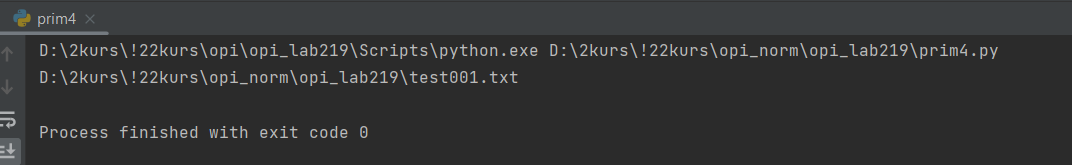 prim4
D:\2kurs\!22kurs\opi\opi_lab219\Scripts\python.exe D:\2kurs\!22kurs\opi_norm\opi_lab219\prim4.py
D:\2kurs\!22kurs\opi_norm\opi_lab219\test001.txt
Process finished with exit code 0